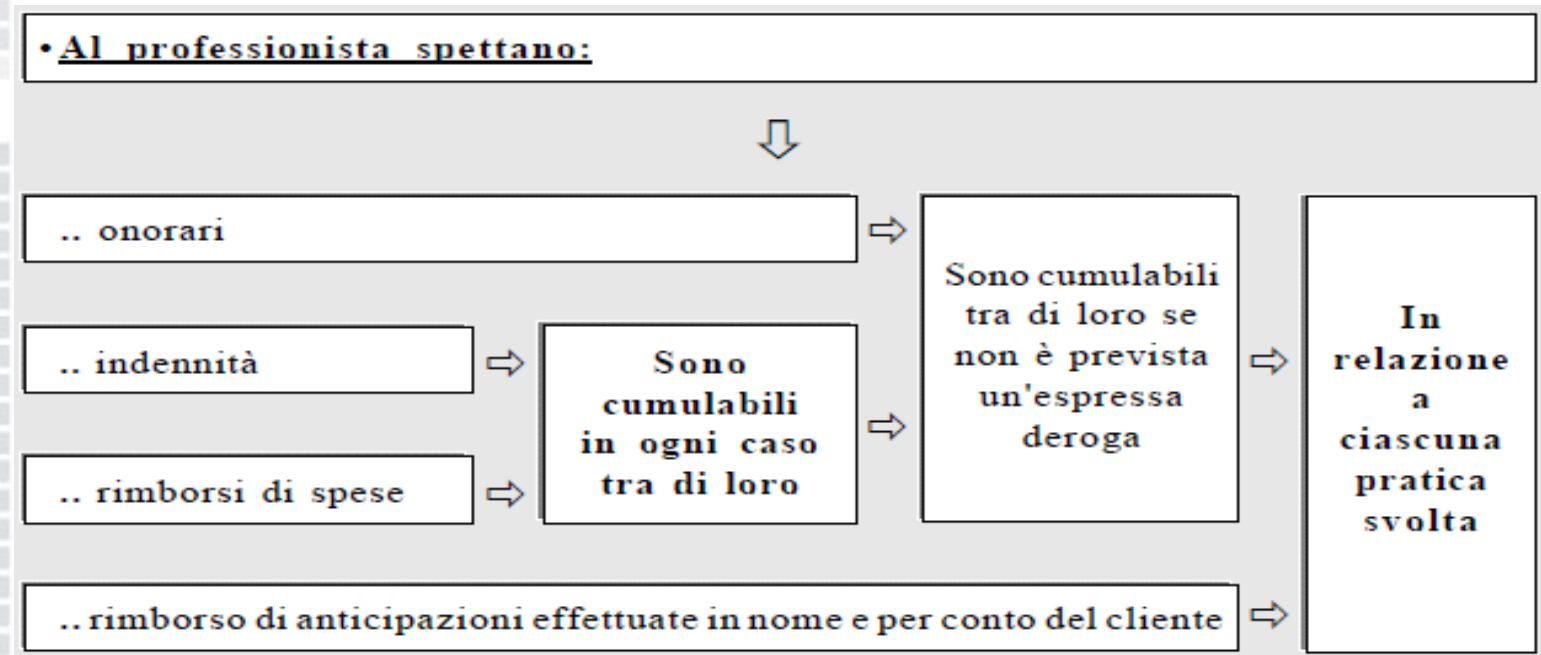 • Al professionista spettano:
.. onorari
.. indennità
.. rimborsi di spese
Sono
cumulabili
in ogni caso
tra di loro
Sono cumulabili
tra di loro se
non è prevista
un'espressa
deroga
In
relazione
a
ciascuna
pratica
svolta
.. rimborso di anticipazioni effettuate in nome e per conto del cliente